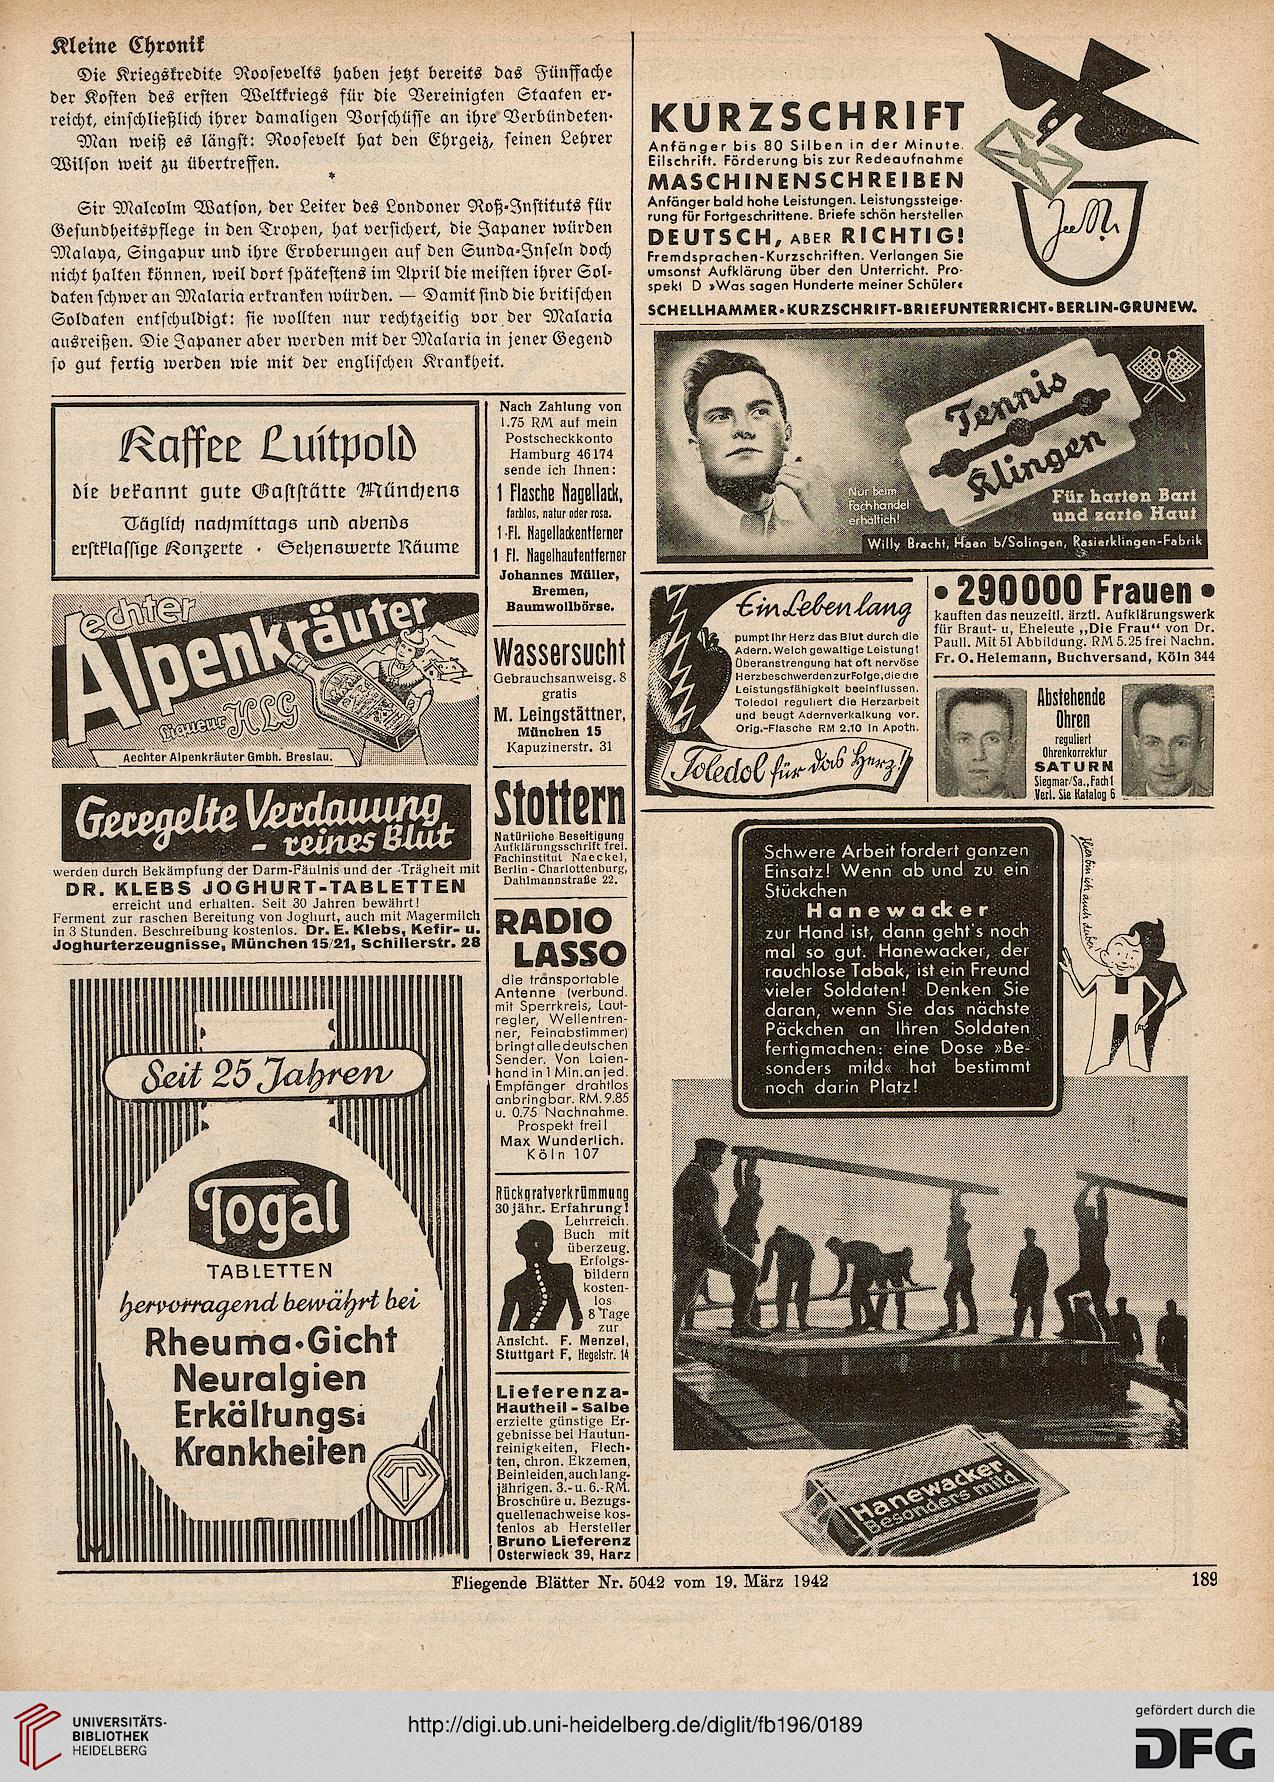 Kleine Chronik
Die Kriegskredite Roosevelts haben jetzt bereits das Fünffache
der Kosten des ersten Weltkriegs für die Vereinigten Staaten er-
reicht, einschließlich ihrer damaligen Vorschüsse an ihre Verbündeten.
Man weiß es längst: Roosevelt hat den Ehrgeiz, seinen Lehrer
Wilson weit zu übertreffen.
*
Sir Malcolm Watson, der Leiter des Londoner Roß-Instituts für
Gesundheitspflege in den Tropen, hat versichert, die Japaner würden
Malaya, Singapur und ihre Eroberungen auf den Sunda-Inseln doch
nicht halten können, weil dort spätestens im April die meisten ihrer Sol-
daten schwer an Malaria erkranken würden. — Damit sind die britischen
Soldaten entschuldigt: sie wollten nur rechtzeitig vor der Malaria
ausreißen. Die Japaner aber werden mit der Malaria in jener Gegend
so gut fertig werden wie mit der englischen Krankheit.
Kaffee Luitpold
die bekannt gute Gaststätte Münchens
Täglich nachmittags und abends
erstklassige Konzerte · Sehenswerte Räume
echter
Alpenkräuter
Liqueur HLG
Aechter Alpenkräuter Gmbh. Breslau.
Geregelte Verdauung
- reines Blut
werden durch Bekämpfung der Darm-Fäulnis und der -Trägheit mit
DR. KLEBS JOGHURT-TABLETTEN
erreicht und erhalten. Seit 30 Jahren bewährt!
Ferment zur raschen Bereitung von Joghurt, auch mit Magermilch
in 3 Stunden. Beschreibung kostenlos. Dr. E. Klebs, Kefir- u.
Joghurterzeugnisse, München 15/21, Schillerstr. 28
Seit 25 Jahren
Togal
TABLETTEN
hervorragend bewährt bei
Rheuma·Gicht
Neuralgien
Erkältungs-
Krankheiten
T
Nach Zahlung von
1.75 RM auf mein
Postscheckkonto
Hamburg 46174
sende ich Ihnen:
1 Flasche Nagellack,
farblos, natur oder rosa.
1 Fl. Nagellackentferner
1 Fl. Nagelhautentferner
Johannes Müller,
Bremen,
Baumwollbörse.
Wassersucht
Gebrauchsanweisg. 8
gratis
M. Leingstättner,
München 15
Kapuzinerstr. 31
Stottern
Natürliche Beseitigung
Aufklärungsschrift frei.
Fachinstitut Naeckel,
Berlin-Charlottenburg,
Dahlmannstraße 22.
RADIO
LASSO
die transportable
Antenne (verbund.
mit Sperrkreis, Laut-
regler, Wellentren-
ner, Feinabstimmer)
bringt alle deutschen
Sender. Von Laien-
hand in 1 Min. an jed.
Empfänger drahtlos
anbringbar. RM. 9.85
u. 0.75 Nachnahme.
Prospekt frei!
Max Wunderlich.
Köln 107
Rückgratverkrümmung
30 jähr. Erfahrung!
Lehrreich.
Buch mit
überzeug.
Erfolgs-
bildern
kosten-
los
8 Tage
zur
Ansicht. F. Menzel,
Stuttgart F, Hegelstr. 14
Lieferenza-
Hautheil-Salbe
erzielte günstige Er-
gebnisse bei Hautun-
reinigkeiten, Flech-
ten, chron. Ekzemen,
Beinleiden, auch lang-
jährigen. 3.- u. 6.- RM.
Broschüre u. Bezugs-
quellenachweise kos-
tenlos ab Hersteller
Bruno Lieferenz
Osterwieck 39, Harz
KURZSCHRIFT
Anfänger bis 80 Silben in der Minute.
Eilschrift. Förderung bis zur Redeaufnahme
MASCHINENSCHREIBEN
Anfänger bald hohe Leistungen. Leistungssteige-
rung für Fortgeschrittene. Briefe schön herstellen
DEUTSCH, ABER RICHTIG!
Fremdsprachen-Kurzschriften. Verlangen Sie
umsonst Aufklärung über den Unterricht. Pro-
spekt D »Was sagen Hunderte meiner Schüler«
SCHELLHAMMER·KURZSCHRIFT-BRIEFUNTERRICHT·BERLIN-GRUNEW.
Tennis
Klingen
Nur beim
Fachhandel
erhältlich!
Für harten Bart
und zarte Haut
Willy Bracht, Haan b/Solingen, Rasierklingen-Fabrik
Ein Leben lang
pumpt Ihr Herz das Blut durch die
Adern. Welch gewaltige Leistung!
Überanstrengung hat oft nervöse
Herzbeschwerden zur Folge, die die
Leistungsfähigkeit beeinflussen.
Toledol reguliert die Herzarbeit
und beugt Adernverkalkung vor.
Orig.-Flasche RM 2.10 in Apoth.
Toledol für das Herz!
• 290000 Frauen •
kauften das neuzeitl. ärztl. Aufklärungswerk
für Braut- u, Eheleute „Die Frau“ von Dr.
Paull. Mit 51 Abbildung. RM 5.25 frei Nachn.
Fr. O. Helemann, Buchversand, Köln 344
Abstehende
Ohren
reguliert
Ohrenkorrektur
SATURN
Siegmar/Sa., Fach 1
Verl. Sie Katalog 6
Schwere Arbeit fordert ganzen
Einsatz! Wenn ab und zu ein
Stückchen
Hanewacker
zur Hand ist, dann geht's noch
mal so gut. Hanewacker, der
rauchlose Tabak, ist ein Freund
vieler Soldaten! Denken Sie
daran, wenn Sie das nächste
Päckchen an Ihren Soldaten
fertigmachen: eine Dose »Be-
sonders mild« hat bestimmt
noch darin Platz!
Hier bin ich auch dabei!
H
Hanewacker
Besonders mild
Fliegende Blätter Nr. 5042 vom 19. März 1942
189
UNIVERSITÄTS-
BIBLIOTHEK
HEIDELBERG
http://digi.ub.uni-heidelberg.de/diglit/fb196/0189
gefördert durch die
DFG